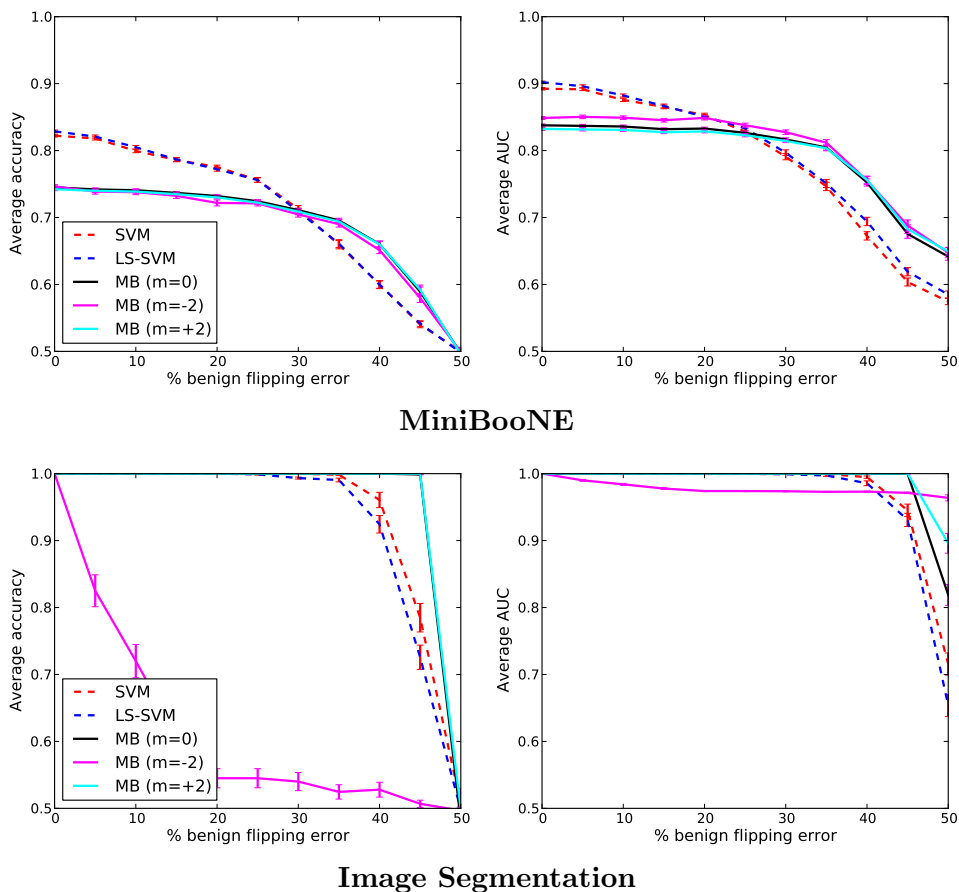 1.0
0.9
0.8
0.7
0.6
0.5
Average accuracy
SVM
LS-SVM
MB (m=0)
MB (m=-2)
MB (m=+2)
0 10 20 30 40 50
% benign flipping error
1.0
0.9
0.8
0.7
0.6
0.5
Average AUC
0 10 20 30 40 50
% benign flipping error
MiniBooNE
1.0
0.9
0.8
0.7
0.6
0.5
Average accuracy
SVM
LS-SVM
MB (m=0)
MB (m=-2)
MB (m=+2)
0 10 20 30 40 50
% benign flipping error
1.0
0.9
0.8
0.7
0.6
0.5
Average AUC
0 10 20 30 40 50
% benign flipping error
Image Segmentation